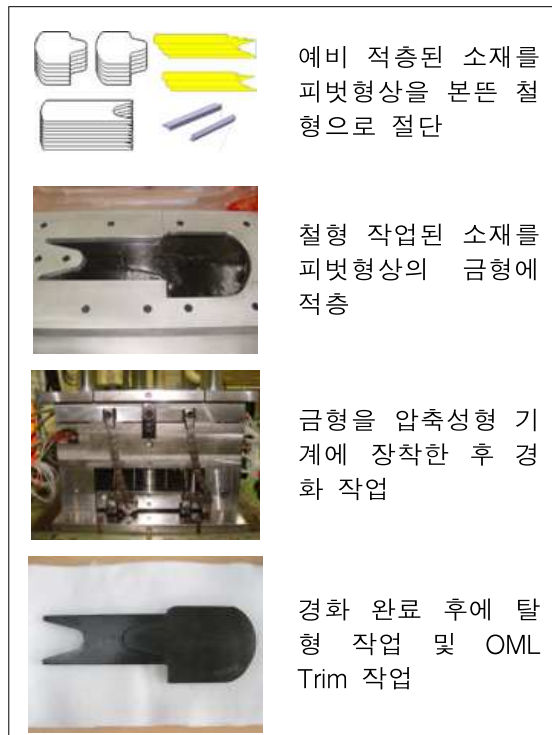 예비 적층된 소재를
피벗형상을 본뜬 철
형으로 절단
철형 작업된 소재를
피벗형상의 금형에
적층
금형을 압축성형 기
계에 장착한 후 경
화 작업
경화 완료 후에 탈
형 작업 및 OML
Trim 작업